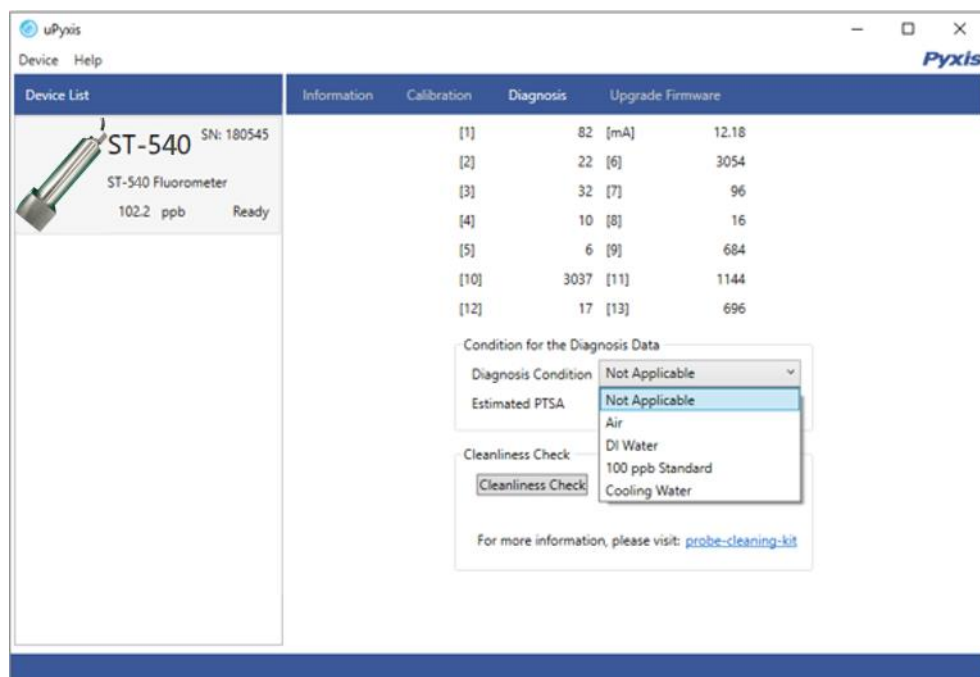 uPyxis
Device Help
Pyxis
Device List
Information Calibration Diagnosis Upgrade Firmware
ST-540 SN: 180545
ST-540 Fluorometer
102.2 ppb Ready
[1] 82 [mA] 12.18
[2] 22 [6] 3054
[3] 32 [7] 96
[4] 10 [8] 16
[5] 6 [9] 684
[10] 3037 [11] 1144
[12] 17 [13] 696
Condition for the Diagnosis Data
Diagnosis Condition Not Applicable
Estimated PTSA
Not Applicable
Air
DI Water
100 ppb Standard
Cooling Water
Cleanliness Check
Cleanliness Check
For more information, please visit: probe-cleaning-kit